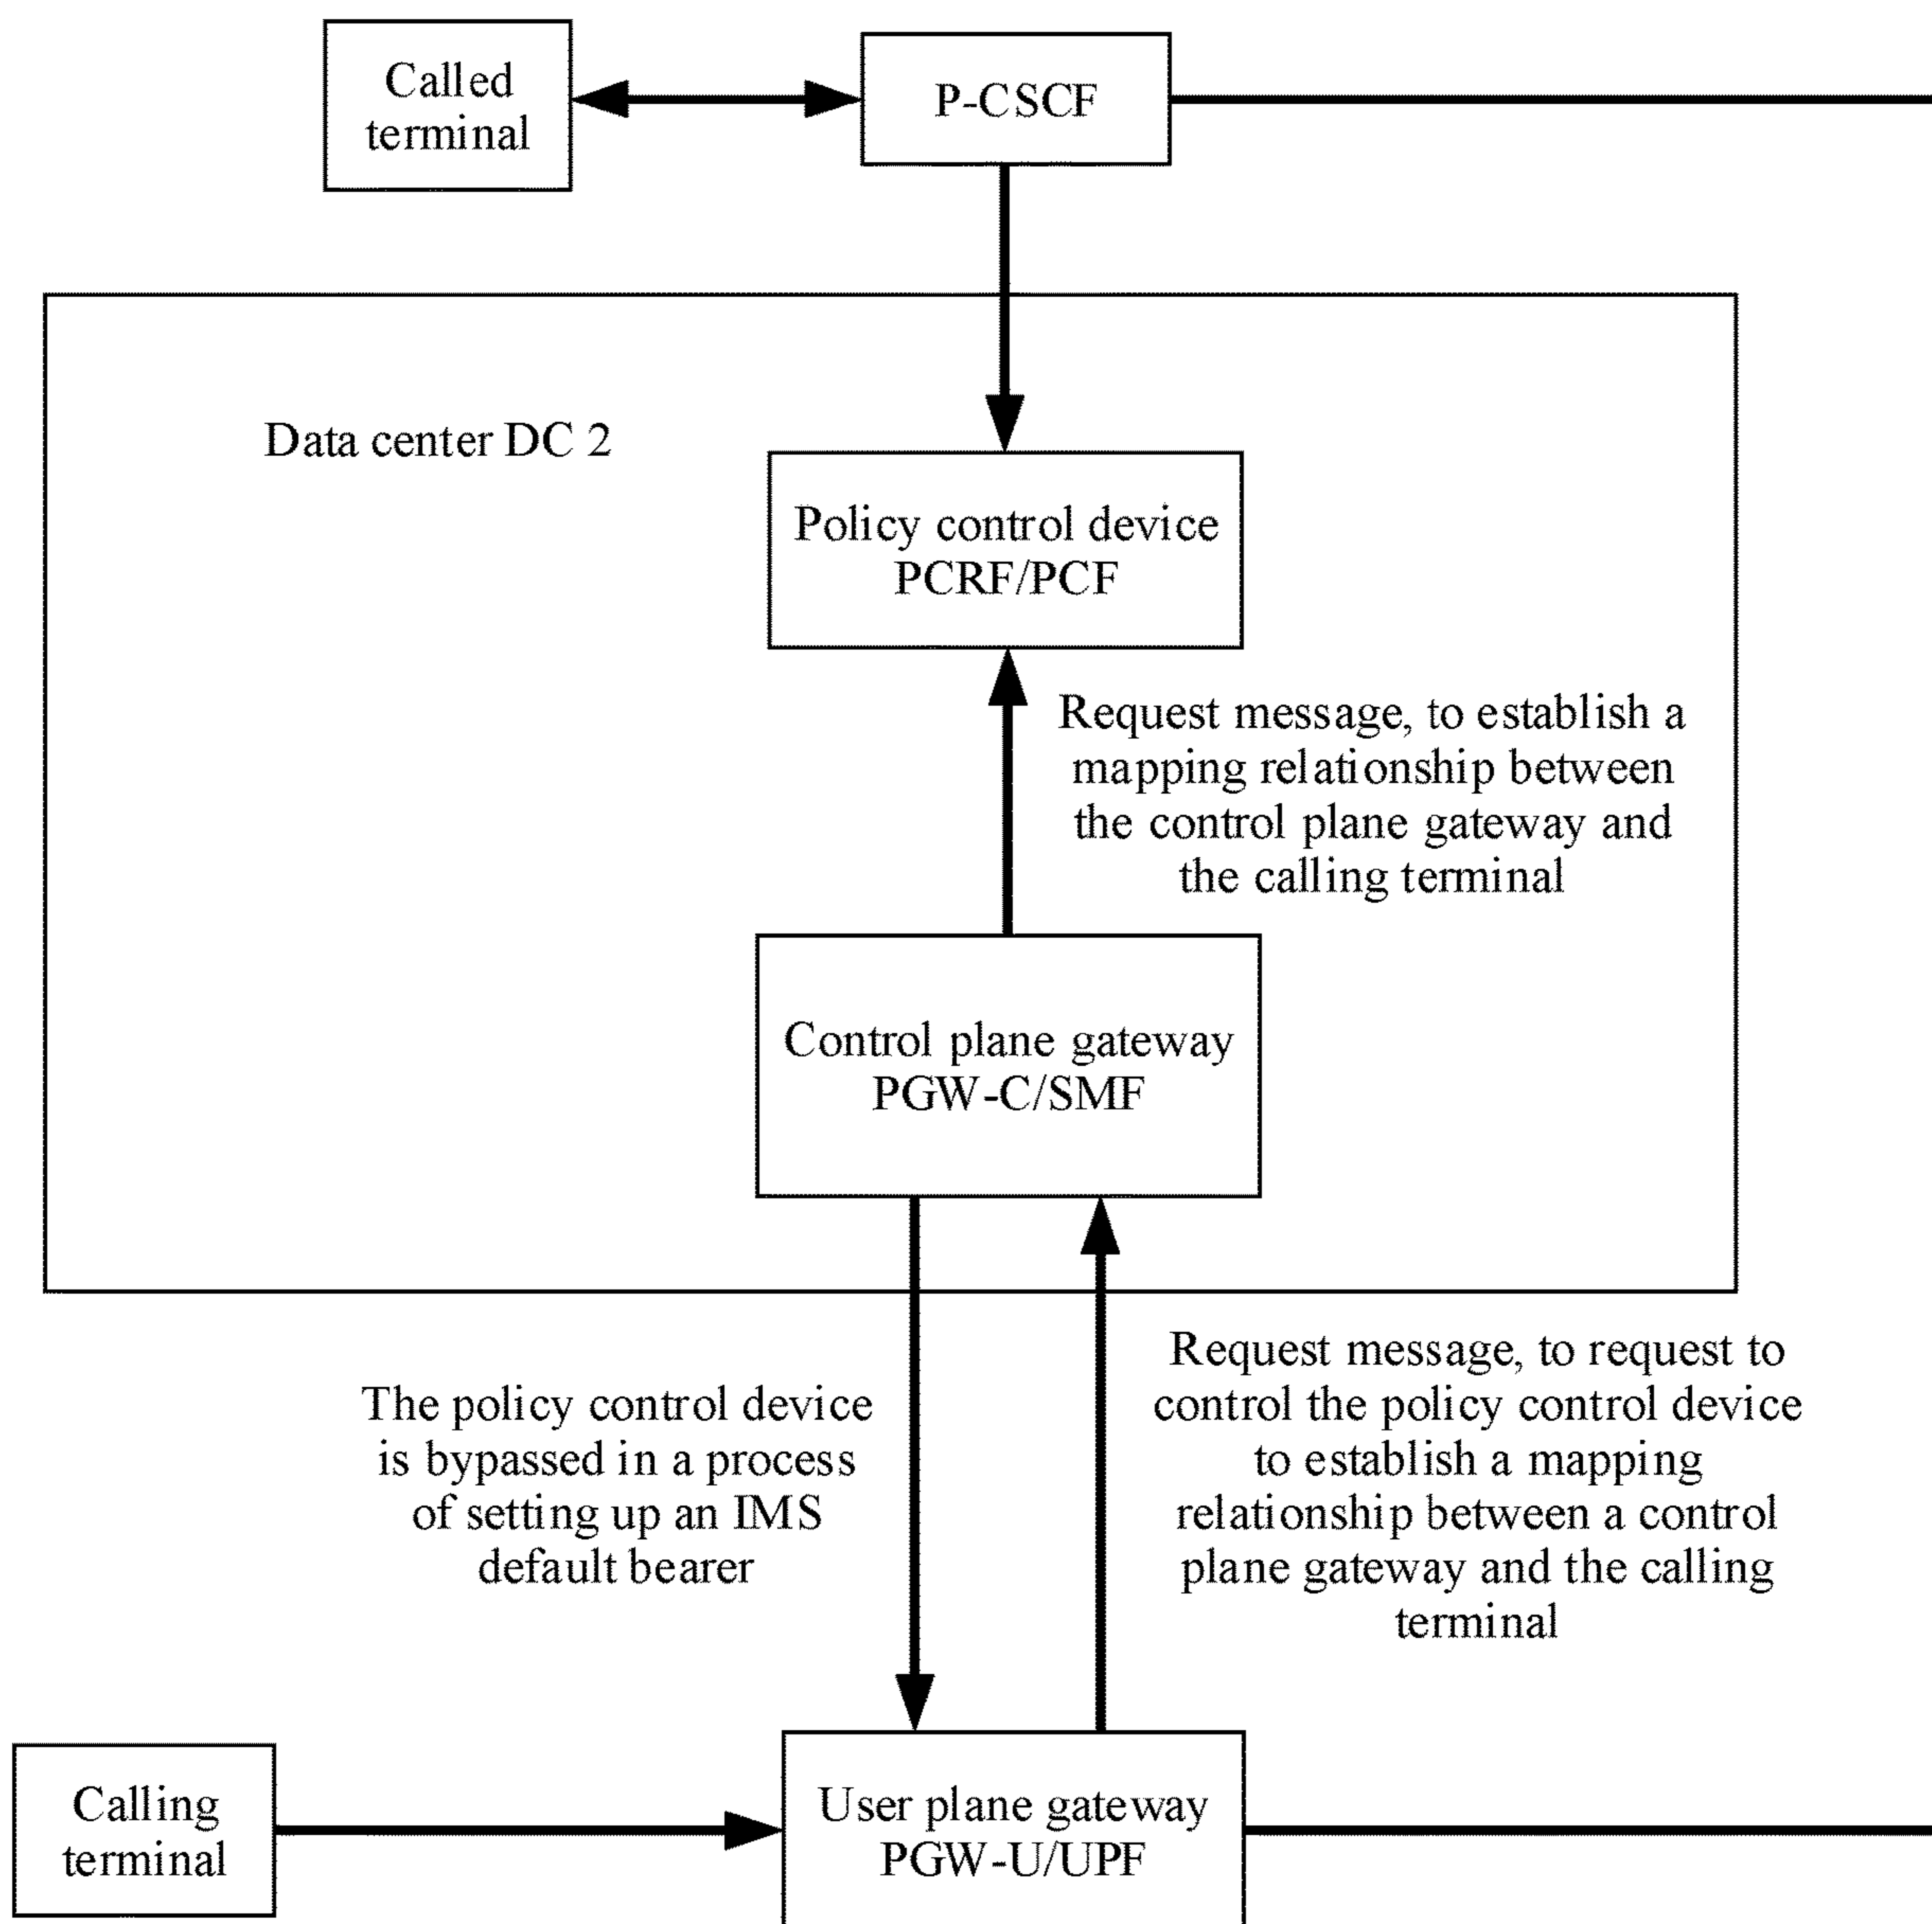 Called
terminal
P-CSCF
Data center DC 2
Policy control device
PCRF/PCF
Request message, to establish a
mapping relationship between
the control plane gateway and
the calling terminal
Control plane gateway
PGW-C/SMF
The policy control device
is bypassed in a process
of setting up an IMS
default bearer
Request message, to request to
control the policy control device
to establish a mapping
relationship between a control
plane gateway and the calling
terminal
Calling
terminal
User plane gateway
PGW-U/UPF